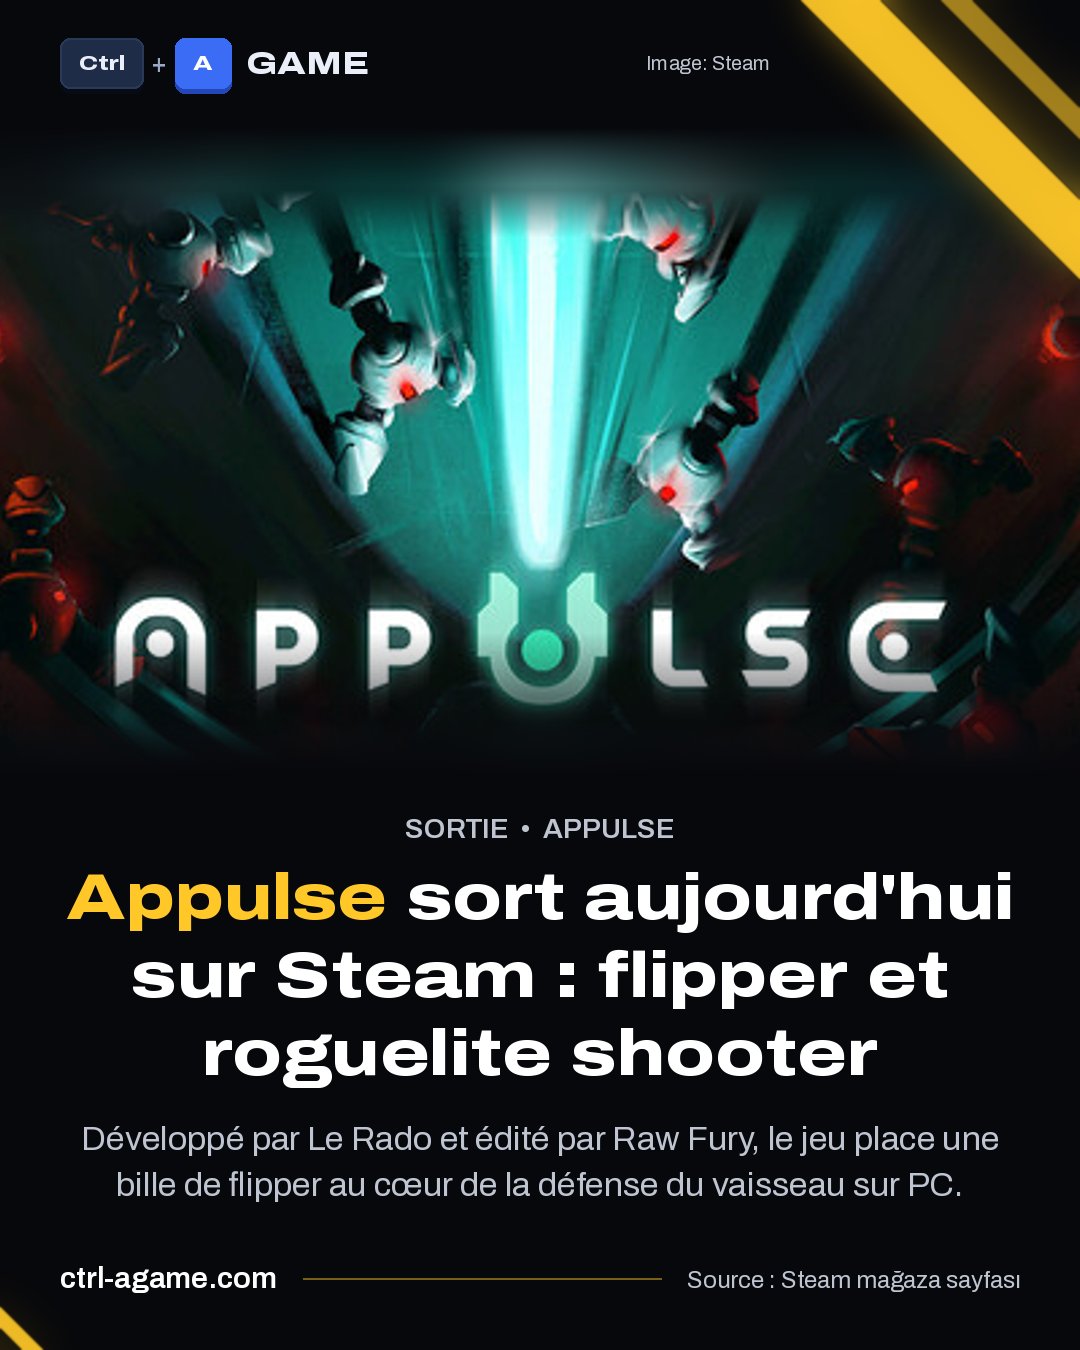 Ctrl + A GAME
Image: Steam
APPULSE
SORTIE • APPULSE
Appulse sort aujourd'hui
sur Steam : flipper et
roguelite shooter
Développé par Le Rado et édité par Raw Fury, le jeu place une
bille de flipper au cœur de la défense du vaisseau sur PC.
ctrl-agame.com
Source : Steam mağaza sayfası